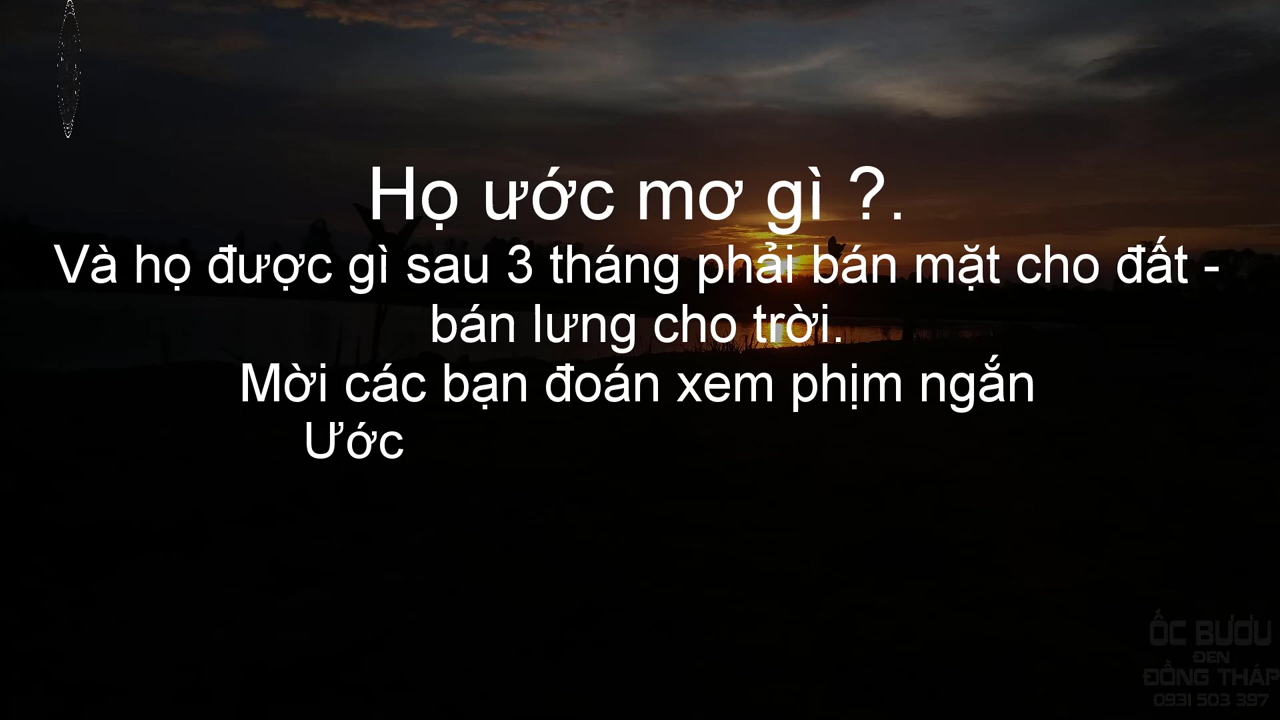 Họ ước mơ gì ?.
Và họ được gì sau 3 tháng phải bán mặt cho đất -
bán lưng cho trời.
Mời các bạn đoán xem phịm ngắn
Ước
ỐC BƯƠU
ĐEN
ĐỒNG THÁP
0931 503 397